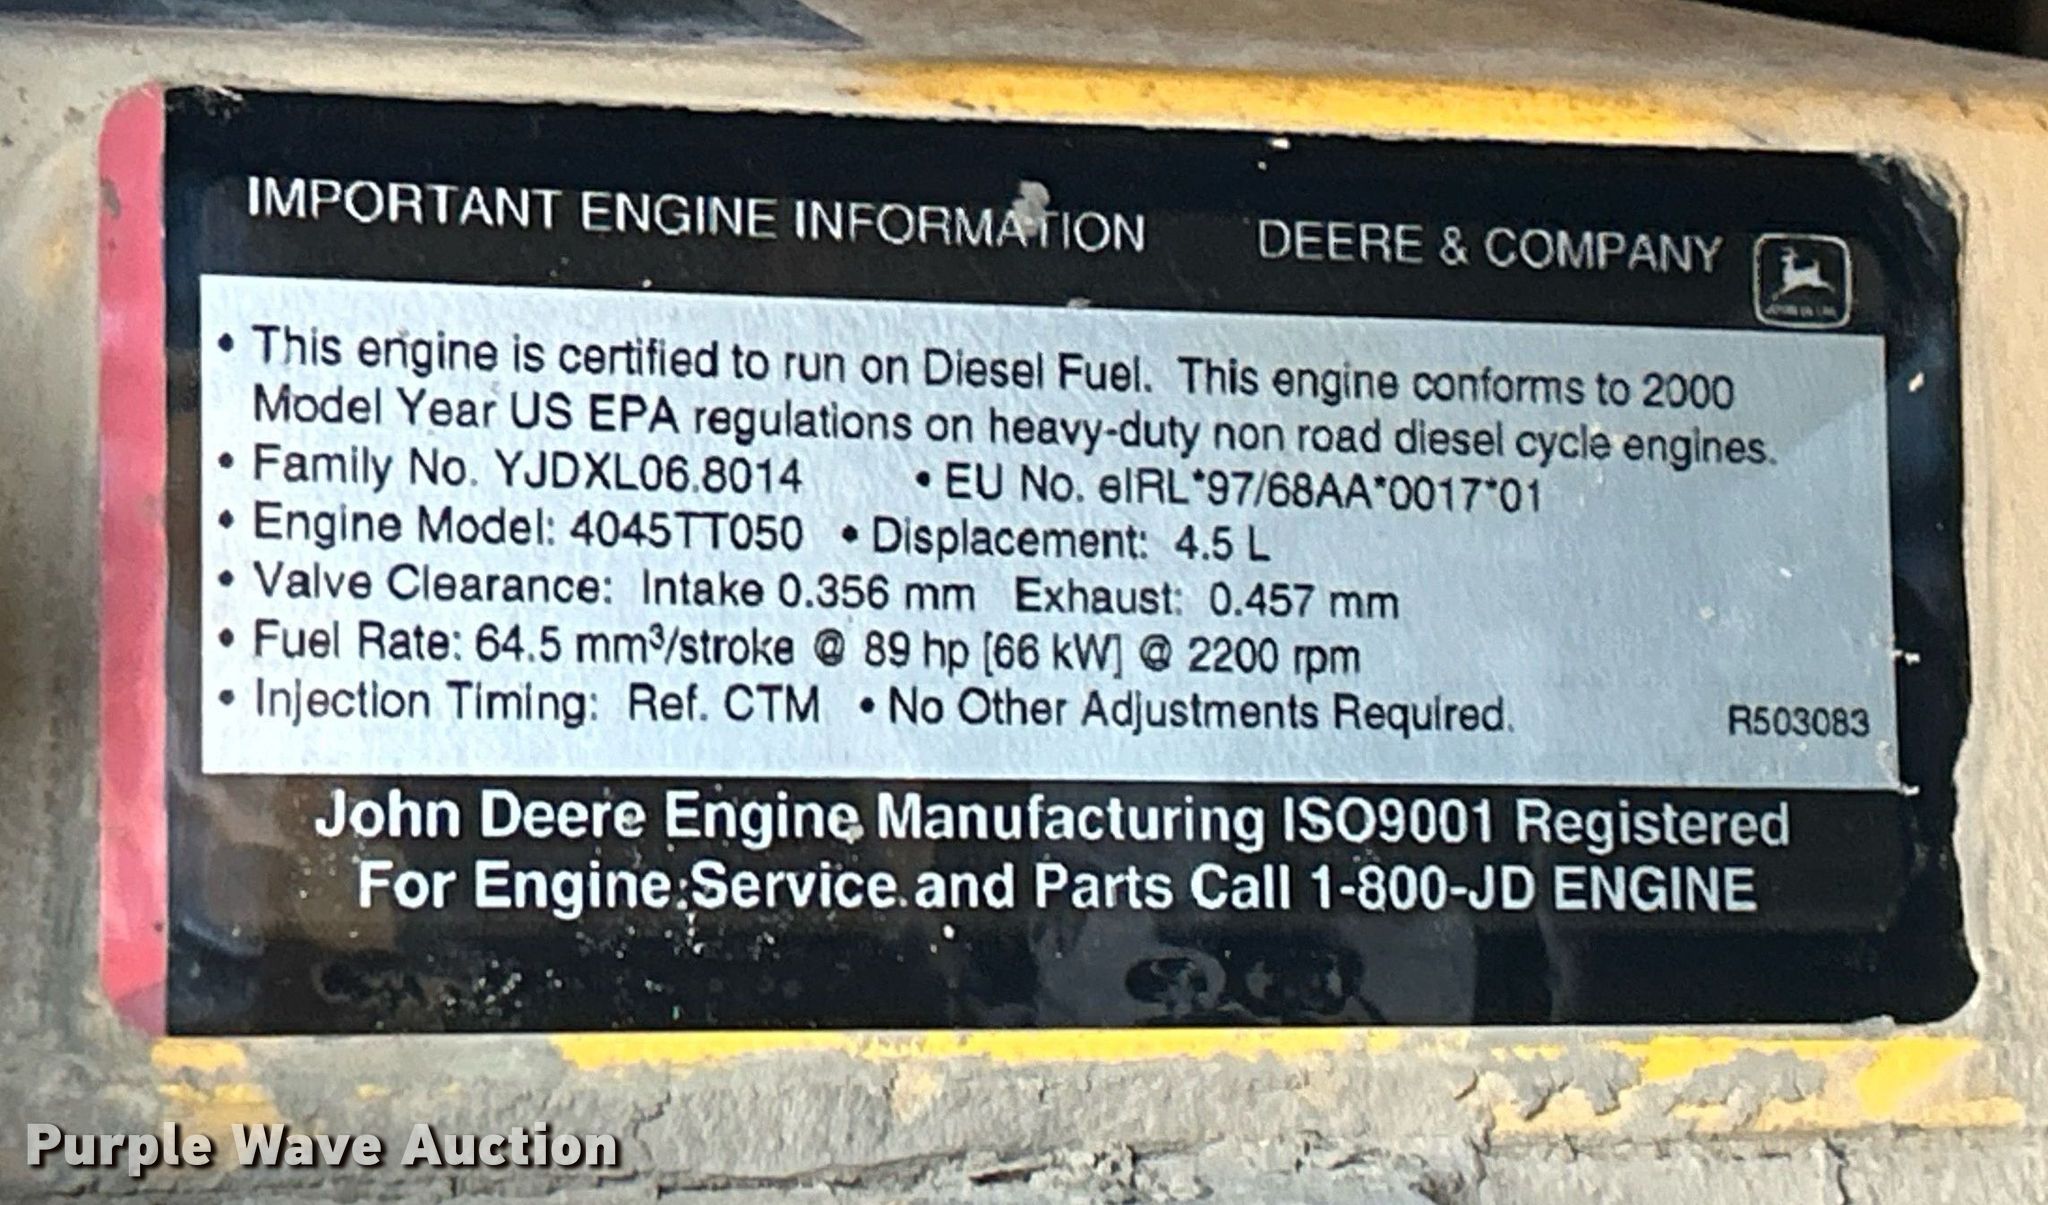 IMPORTANT ENGINE INFORMATION DEERE & COMPANY
• This engine is certified to run on Diesel Fuel. This engine conforms to 2000
Model Year US EPA regulations on heavy-duty non road diesel cycle engines.
• Family No. YJDXL06.8014 • EU No. eIRL*97/68AA*0017*01
• Engine Model: 4045TT050 • Displacement: 4.5 L
• Valve Clearance: Intake 0.356 mm Exhaust: 0.457 mm
• Fuel Rate: 64.5 mm³/stroke @ 89 hp [66 kW] @ 2200 rpm
• Injection Timing: Ref. CTM • No Other Adjustments Required.
R503083
John Deere Engine Manufacturing ISO9001 Registered
For Engine Service and Parts Call 1-800-JD ENGINE
Purple Wave Auction